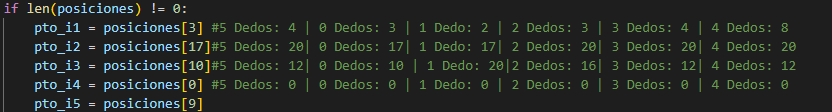 if len(posiciones) != 0:
pto_i1 = posiciones[3] #5 Dedos: 4 | 0 Dedos: 3 | 1 Dedo: 2 | 2 Dedos: 3 | 3 Dedos: 4 | 4 Dedos: 8
pto_i2 = posiciones[17]#5 Dedos: 20| 0 Dedos: 17| 1 Dedo: 17| 2 Dedos: 20| 3 Dedos: 20| 4 Dedos: 20
pto_i3 = posiciones[10]#5 Dedos: 12| 0 Dedos: 10 | 1 Dedo: 20|2 Dedos: 16| 3 Dedos: 12| 4 Dedos: 12
pto_i4 = posiciones[0] #5 Dedos: 0 | 0 Dedos: 0 | 1 Dedo: 0 | 2 Dedos: 0 | 3 Dedos: 0 | 4 Dedos: 0
pto_i5 = posiciones[9]